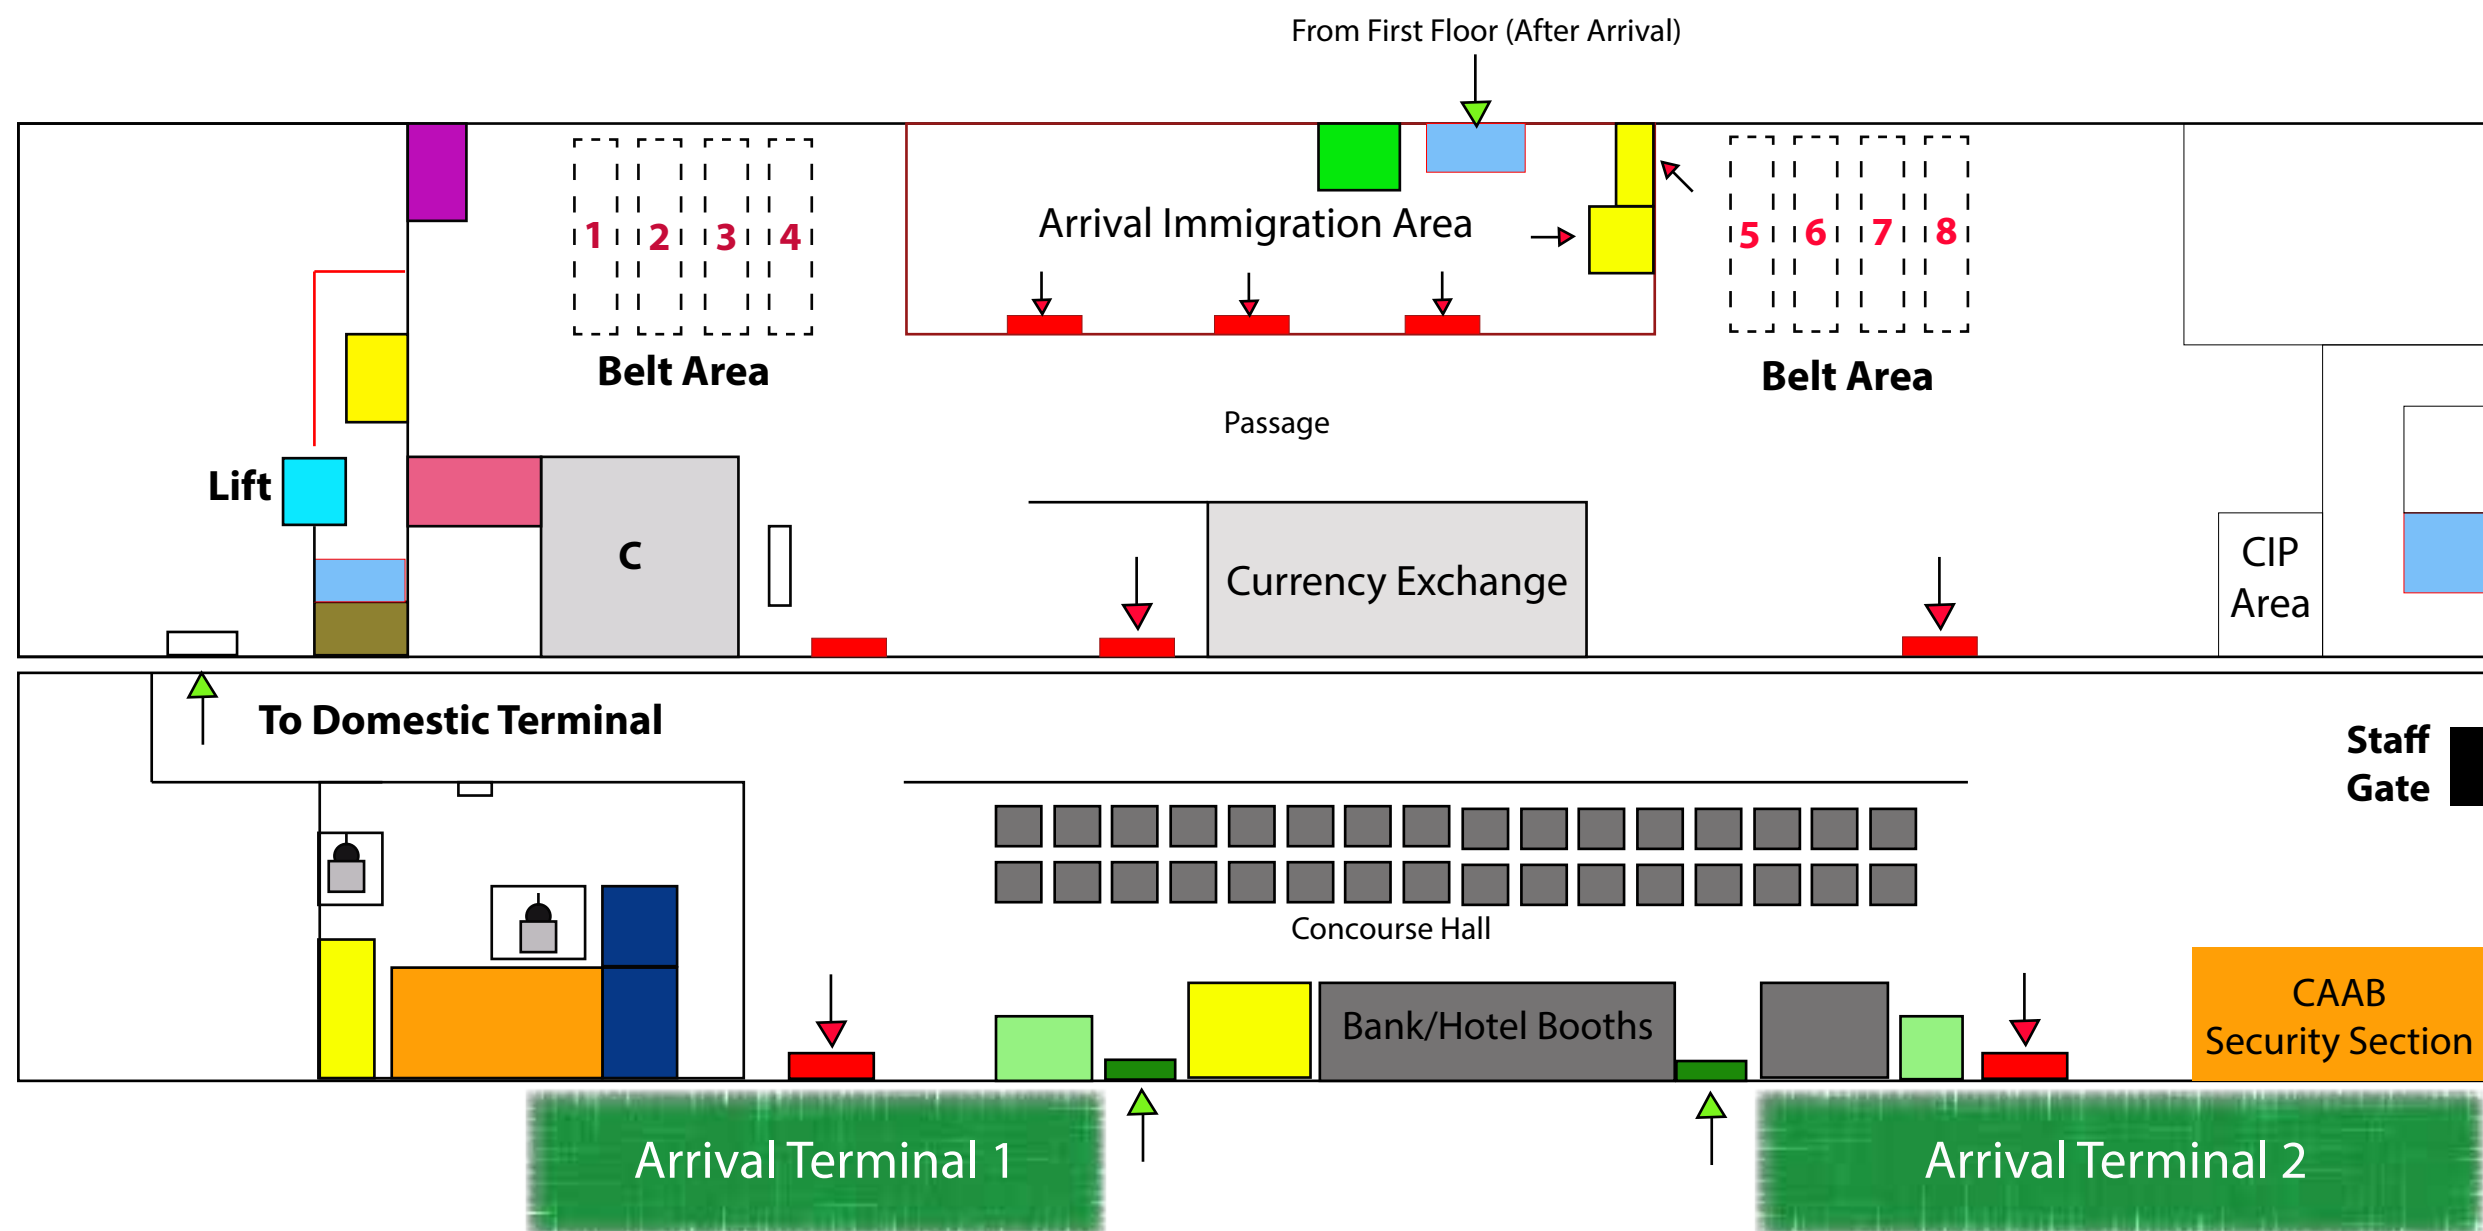 From First Floor (After Arrival)
Arrival Immigration Area
1 2 3 4
5 6 7 8
Belt Area
Belt Area
Passage
Lift
C
Currency Exchange
CIP
Area
To Domestic Terminal
Staff
Gate
Concourse Hall
Bank/Hotel Booths
CAAB
Security Section
Arrival Terminal 1
Arrival Terminal 2